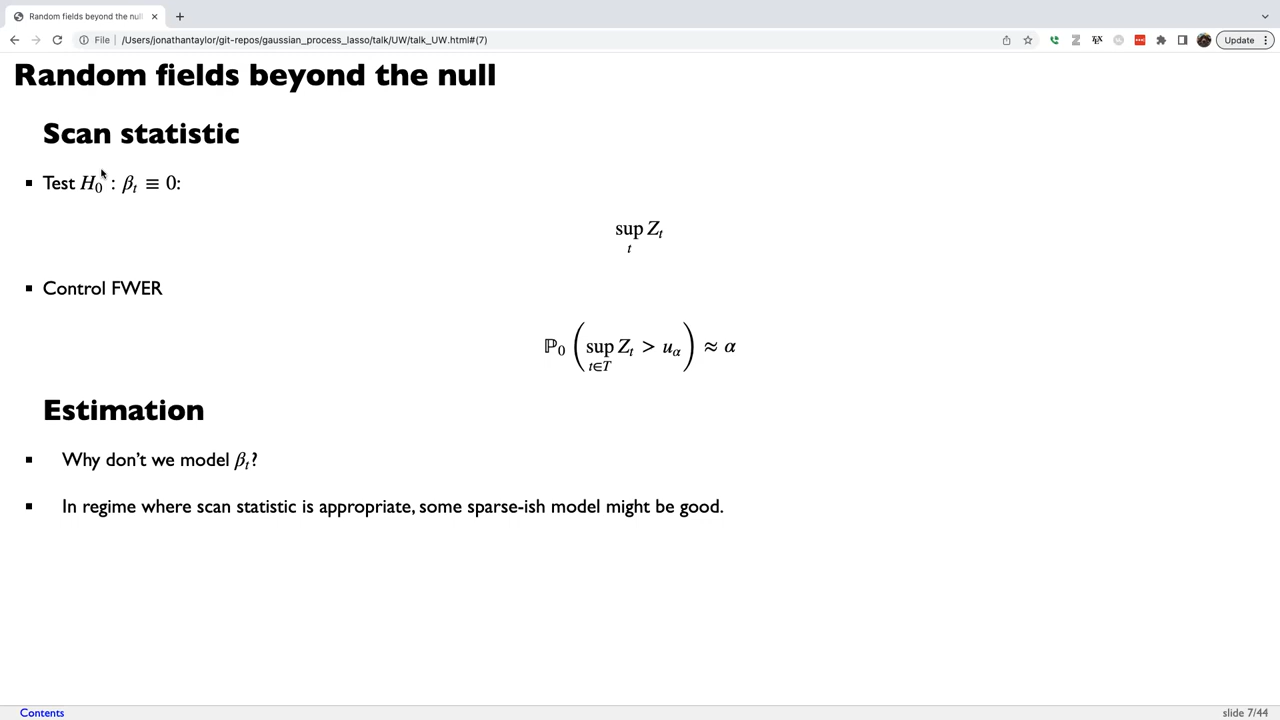 Random fields beyond the nul
Update
File
/Users/jonathantaylor/git-repos/gaussian_process_lasso/talk/UW/talk_UW.html#(7)
Random fields beyond the null
Scan statistic
Test H₀ : βₜ ≡ 0:
sup Zₜ
t
Control FWER
ℙ₀ ( sup Zₜ > u_α ) ≈ α
t∈T
Estimation
Why don’t we model βₜ?
In regime where scan statistic is appropriate, some sparse-ish model might be good.
Contents
slide 7/44